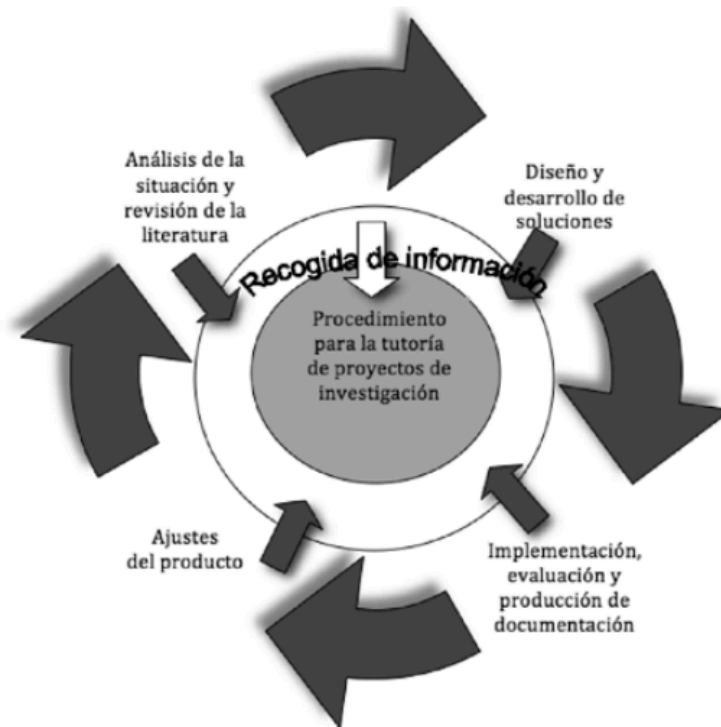 Análisis de la
situación y
revisión de la
literatura
Diseño y
desarrollo de
soluciones
Recogida de información
Procedimiento
para la tutoría
de proyectos de
investigación
Ajustes
del producto
Implementación,
evaluación y
producción de
documentación